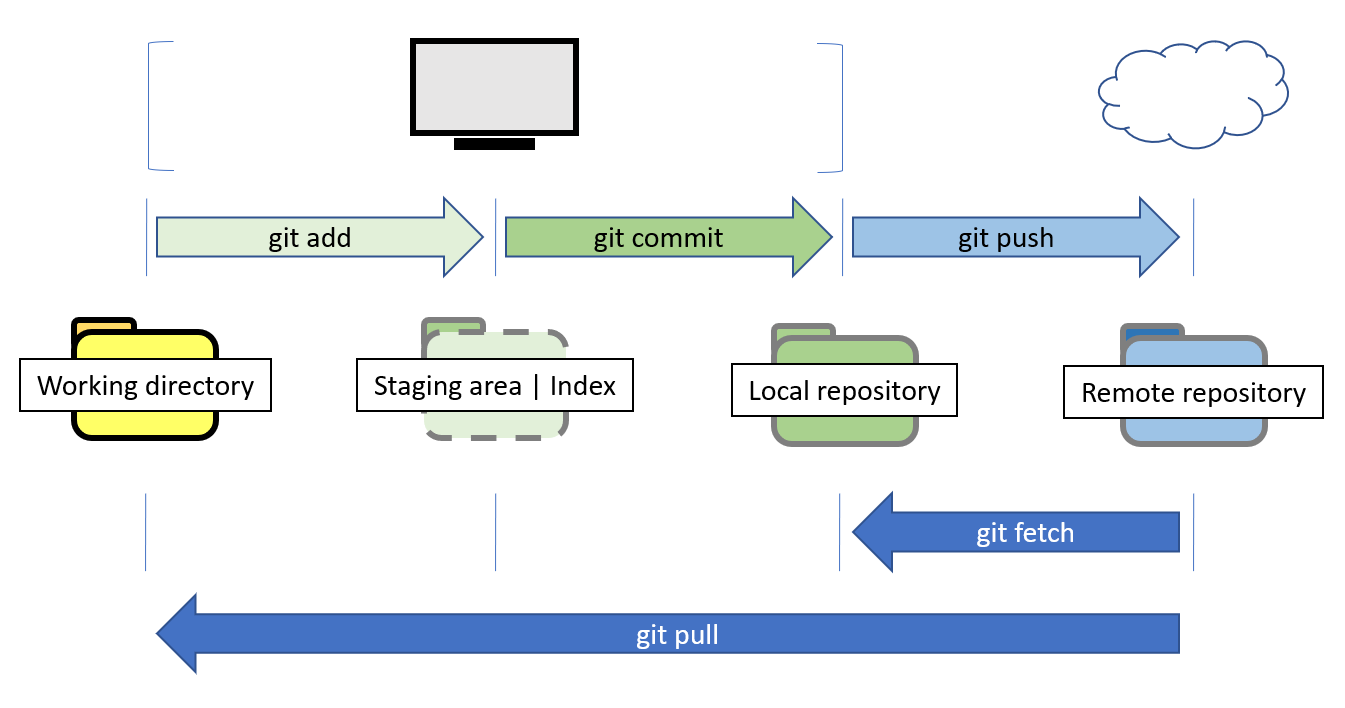 git add
git commit
git push
Working directory
Staging area | Index
Local repository
Remote repository
git fetch
git pull